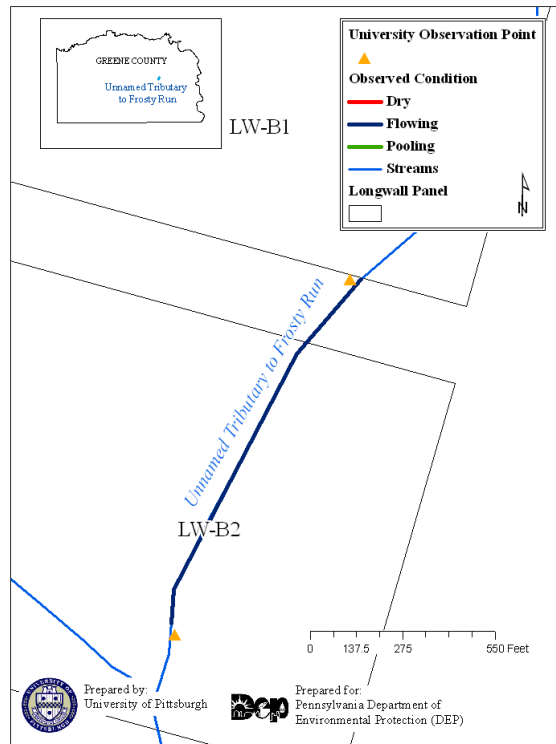 GREENE COUNTY
Unnamed Tributary
to Frosty Run
LW-B1
University Observation Point
Observed Condition
Dry
Flowing
Pooling
Streams
Longwall Panel
N
Unnamed Tributary to Frosty Run
LW-B2
0 137.5 275 550 Feet
Prepared by:
University of Pittsburgh
DEP
Prepared for:
Pennsylvania Department of
Environmental Protection (DEP)